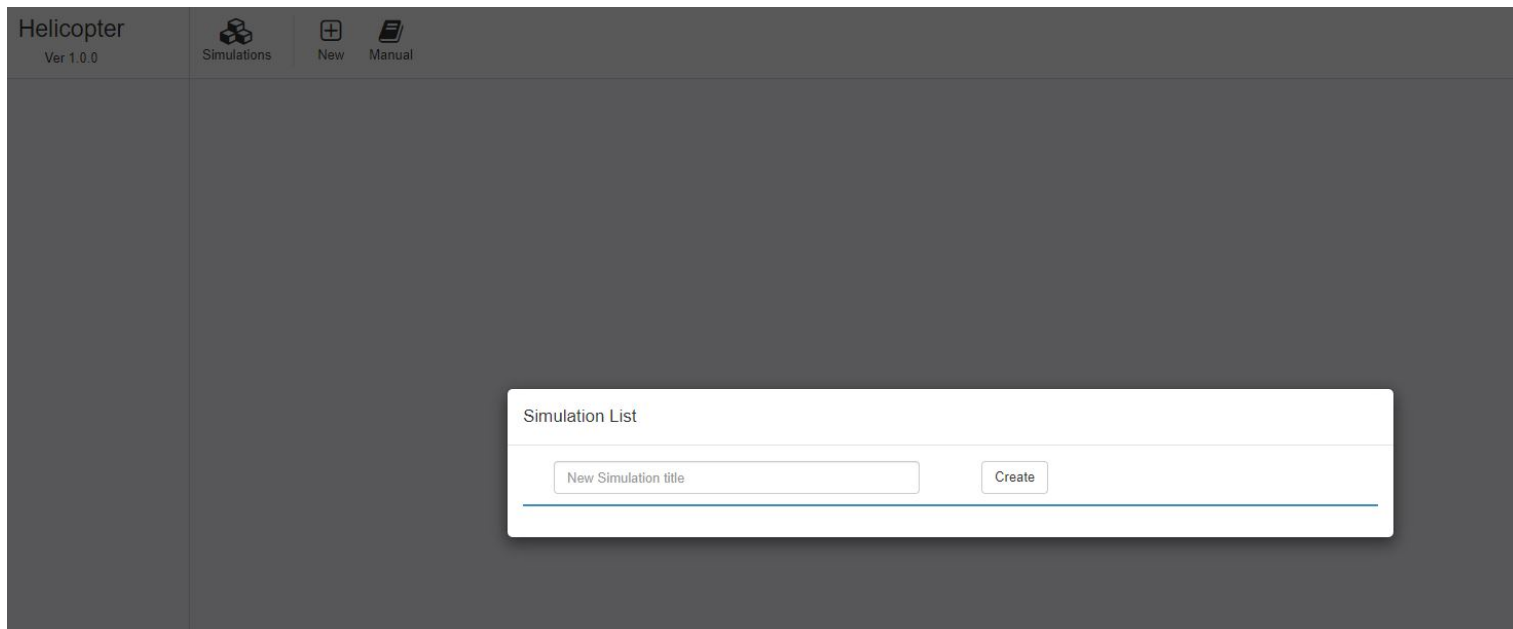 Helicopter
Ver 1.0.0
Simulations
New
Manual
Simulation List
New Simulation title
Create